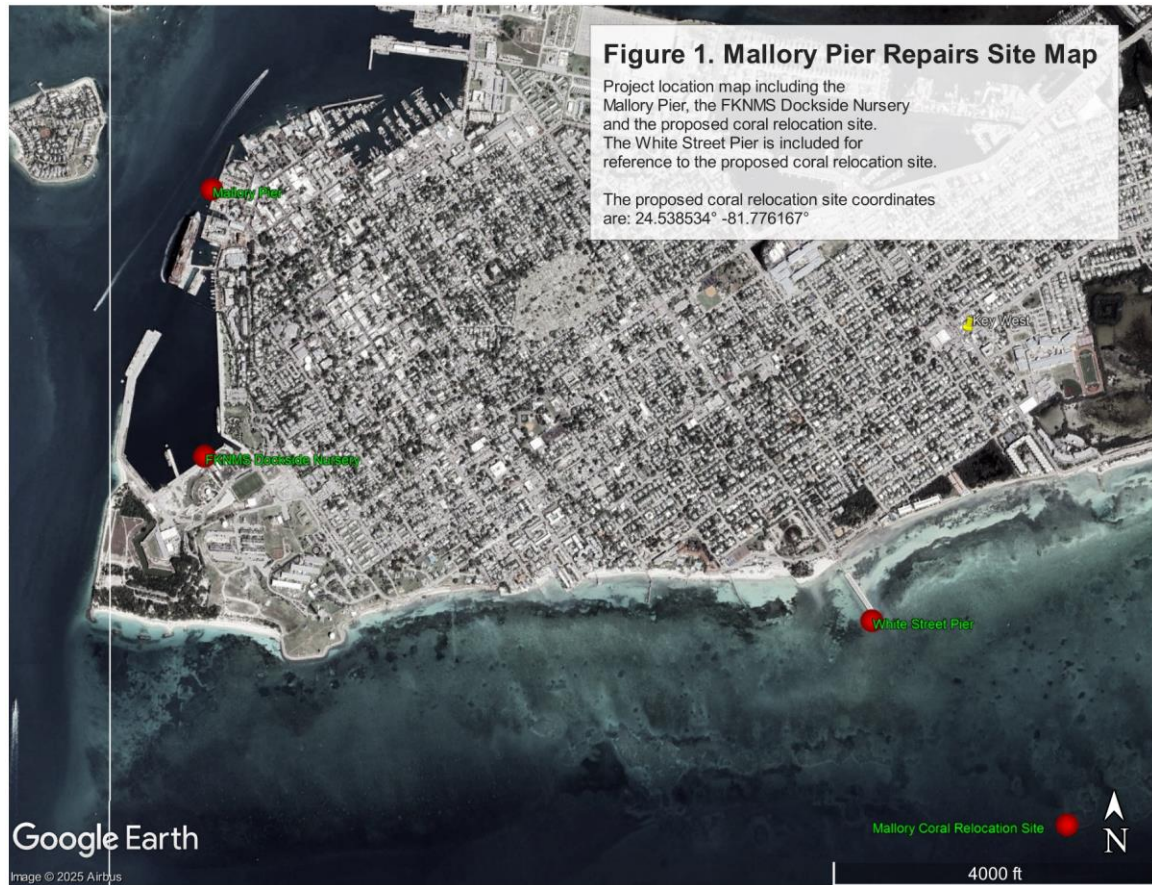 Figure 1. Mallory Pier Repairs Site Map
Project location map including the
Mallory Pier, the FKNMS Dockside Nursery
and the proposed coral relocation site.
The White Street Pier is included for
reference to the proposed coral relocation site.
The proposed coral relocation site coordinates
are: 24.538534° -81.776167°
Mallory Pier
Key West
FKNMS Dockside Nursery
White Street Pier
Mallory Coral Relocation Site
N
Google Earth
Image © 2025 Airbus
4000 ft